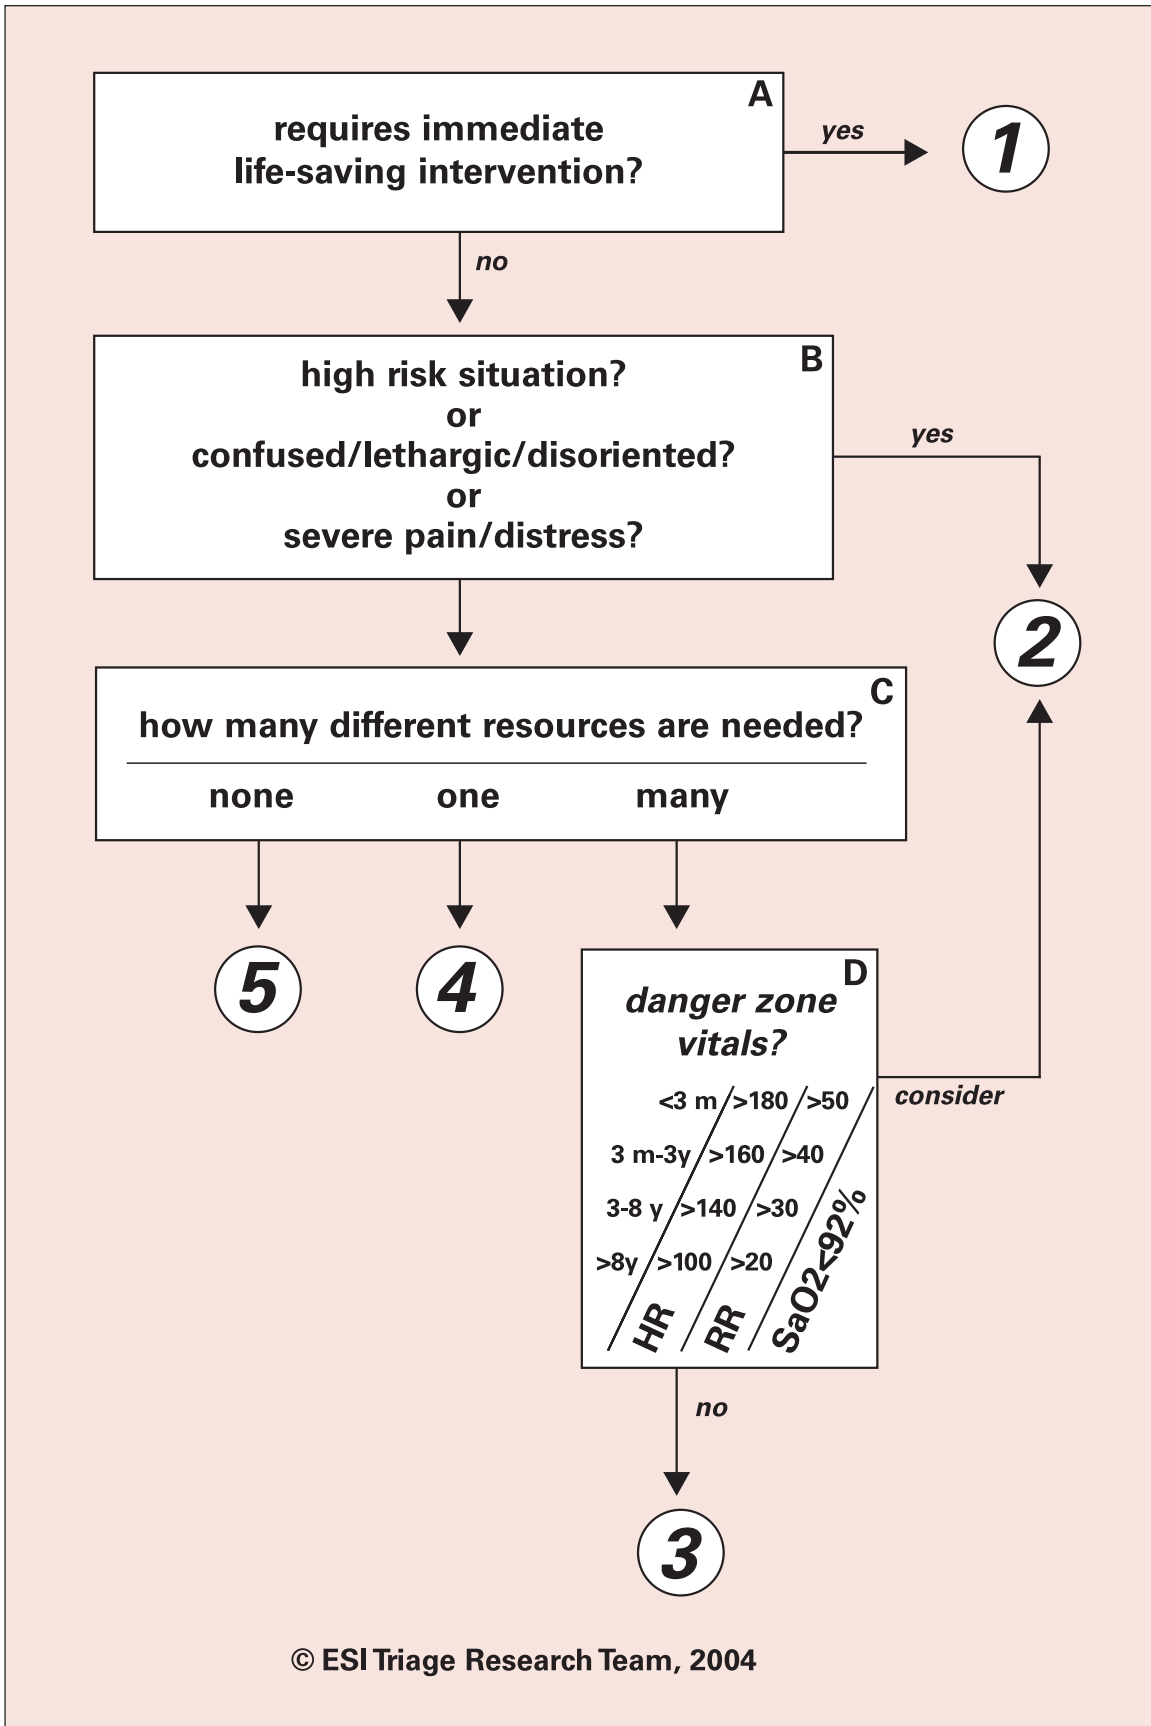 A
requires immediate
life-saving intervention?
yes
1
no
B
high risk situation?
or
confused/lethargic/disoriented?
or
severe pain/distress?
yes
2
C
how many different resources are needed?
none one many
5
4
D
danger zone
vitals?
<3 m >180 >50
3 m-3y >160 >40
3-8 y >140 >30
>8y >100 >20
HR
RR
SaO2<92%
consider
no
3
© ESI Triage Research Team, 2004